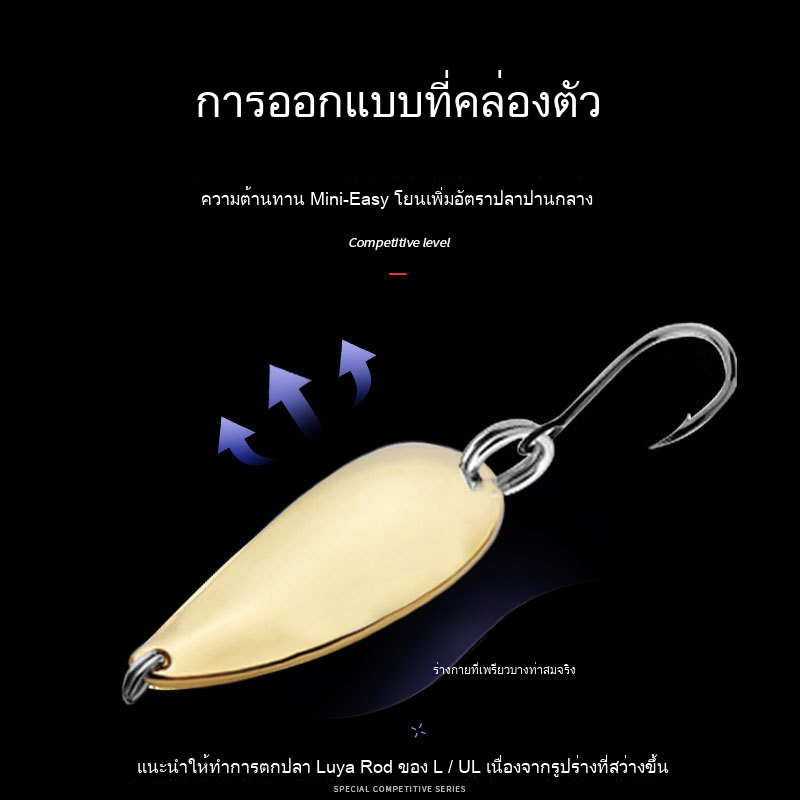 การออกแบบที่คล่องตัว
ความต้านทาน Mini-Easy โยนเพิ่มอัตราปลาปานกลาง
Competitive level
ร่างกายที่เพรียวบางท่าสมจริง
แนะนำให้ทำการตกปลา Luya Rod ของ L / UL เนื่องจากรูปร่างที่สว่างขึ้น
SPECIAL COMPETITIVE SERIES